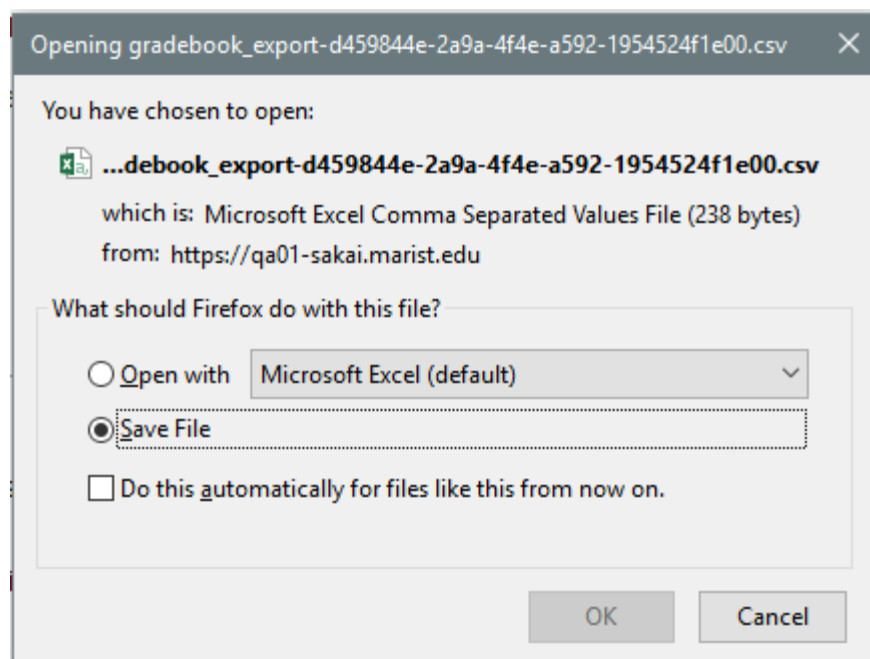 Opening gradebook_export-d459844e-2a9a-4f4e-a592-1954524f1e00.csv
You have chosen to open:
...debook_export-d459844e-2a9a-4f4e-a592-1954524f1e00.csv
which is: Microsoft Excel Comma Separated Values File (238 bytes)
from: https://qa01-sakai.marist.edu
What should Firefox do with this file?
Open with Microsoft Excel (default)
Save File
Do this automatically for files like this from now on.
OK Cancel